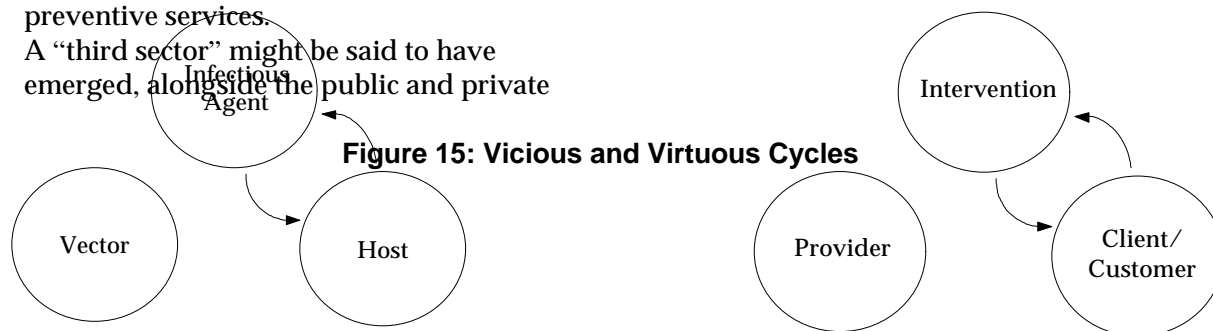 preventive services.
A “third sector” might be said to have
emerged, alongside the public and private
Infectious
Agent
Intervention
Figure 15: Vicious and Virtuous Cycles
Vector
Host
Provider
Client/
Customer